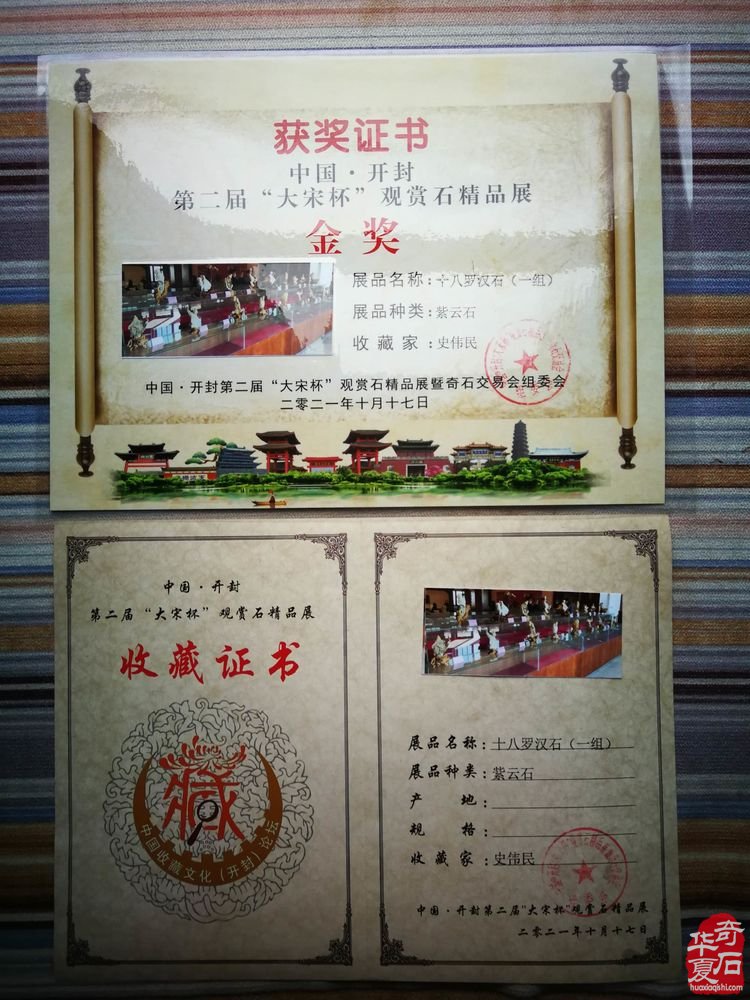 获奖证书
中国·开封
第二届“大宋杯”观赏石精品展
金奖
展品名称:十八罗汉石(一组)
展品种类:紫云石
收藏家:史伟民
中国·开封第二届“大宋杯”观赏石精品展暨奇石交易会组委会
二零二一年十月十七日
中国·开封
第二届“大宋杯”观赏石精品展
收藏证书
藏
中国收藏文化(开封)论坛
展品名称:十八罗汉石(一组)
展品种类:紫云石
产地:
规格:
收藏家:史伟民
中国·开封第二届"大宋杯"观赏石精品展
二零二一年十月十七日
华夏奇石
huaxiaqishi.com